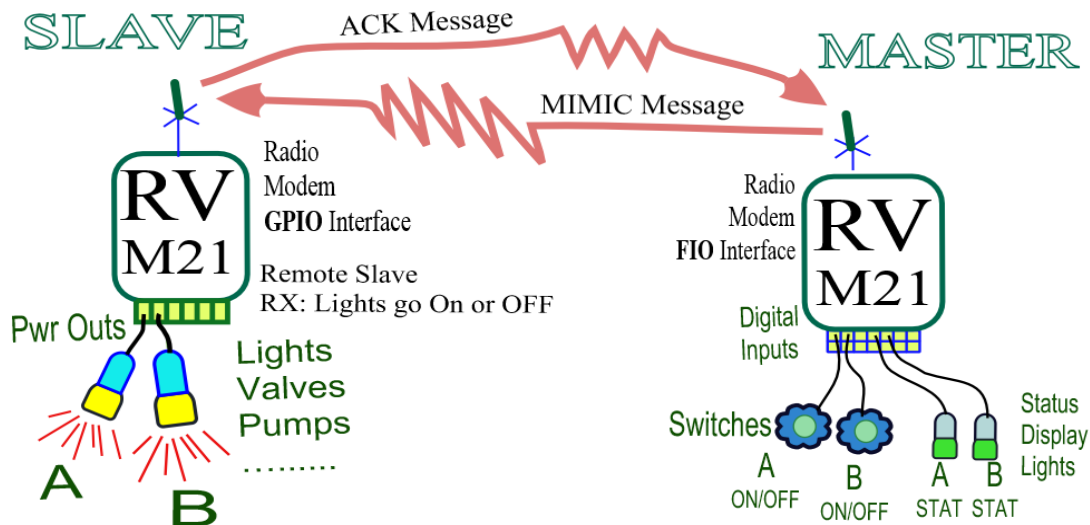 SLAVE
ACK Message
MASTER
MIMIC Message
RV
M21
Radio
Modem
GPIO Interface
Remote Slave
RX: Lights go On or OFF
Pwr Outs
Lights
Valves
Pumps
..........
A
B
Radio
Modem
FIO Interface
RV
M21
Digital
Inputs
Switches
A
ON/OFF
B
ON/OFF
A
STAT
B
STAT
Status
Display
Lights